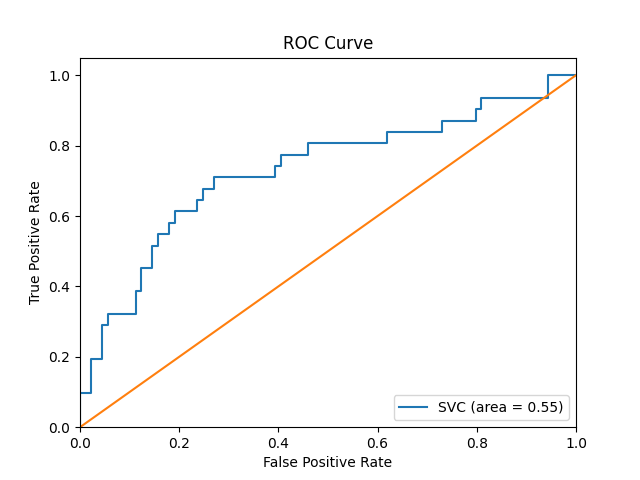 ROC Curve
True Positive Rate
1.0
0.8
0.6
0.4
0.2
0.0
SVC (area = 0.55)
0.0 0.2 0.4 0.6 0.8 1.0
False Positive Rate